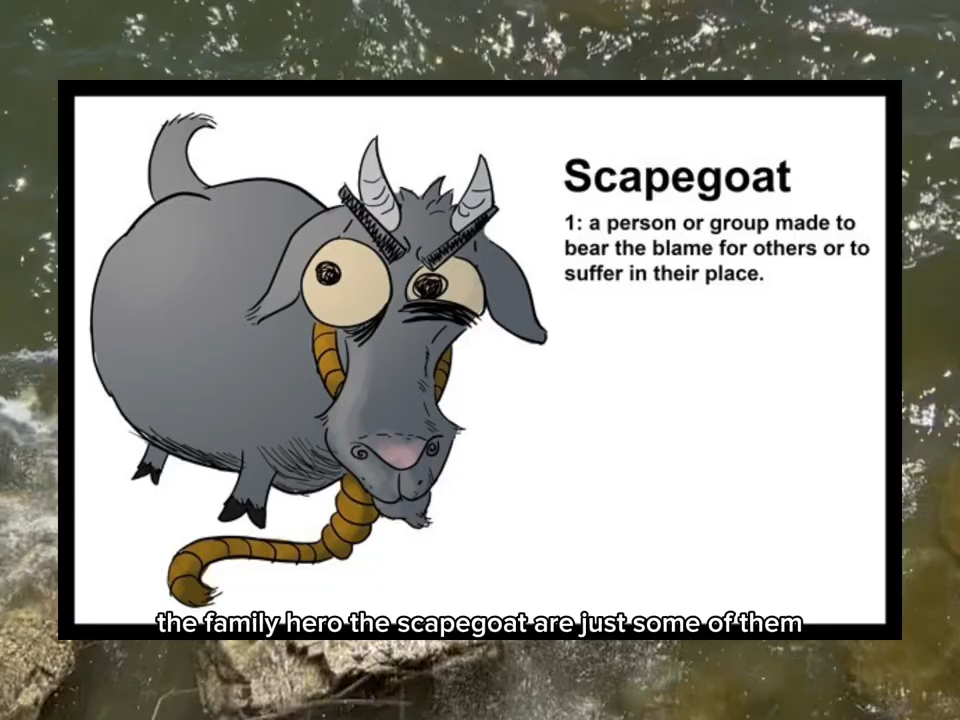 Scapegoat
1: a person or group made to
bear the blame for others or to
suffer in their place.
the family hero the scapegoat are just some of them